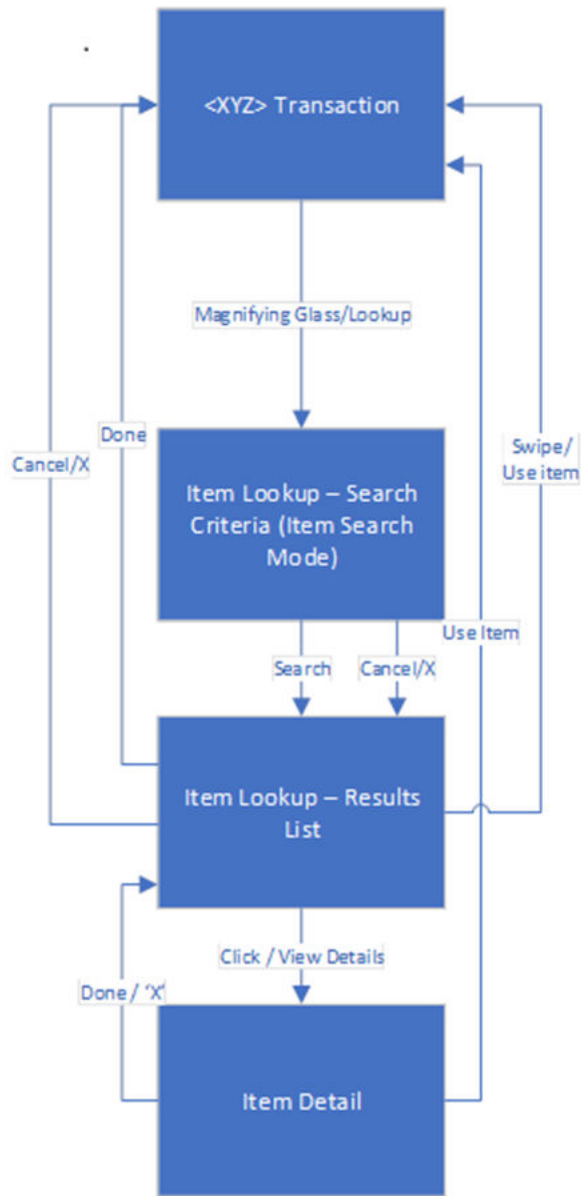 <XYZ> Transaction
Magnifying Glass/Lookup
Done
Cancel/X
Swipe/
Use item
Item Lookup – Search
Criteria (Item Search
Mode)
Use Item
Search
Cancel/X
Item Lookup – Results
List
Click / View Details
Done / ‘X’
Item Detail